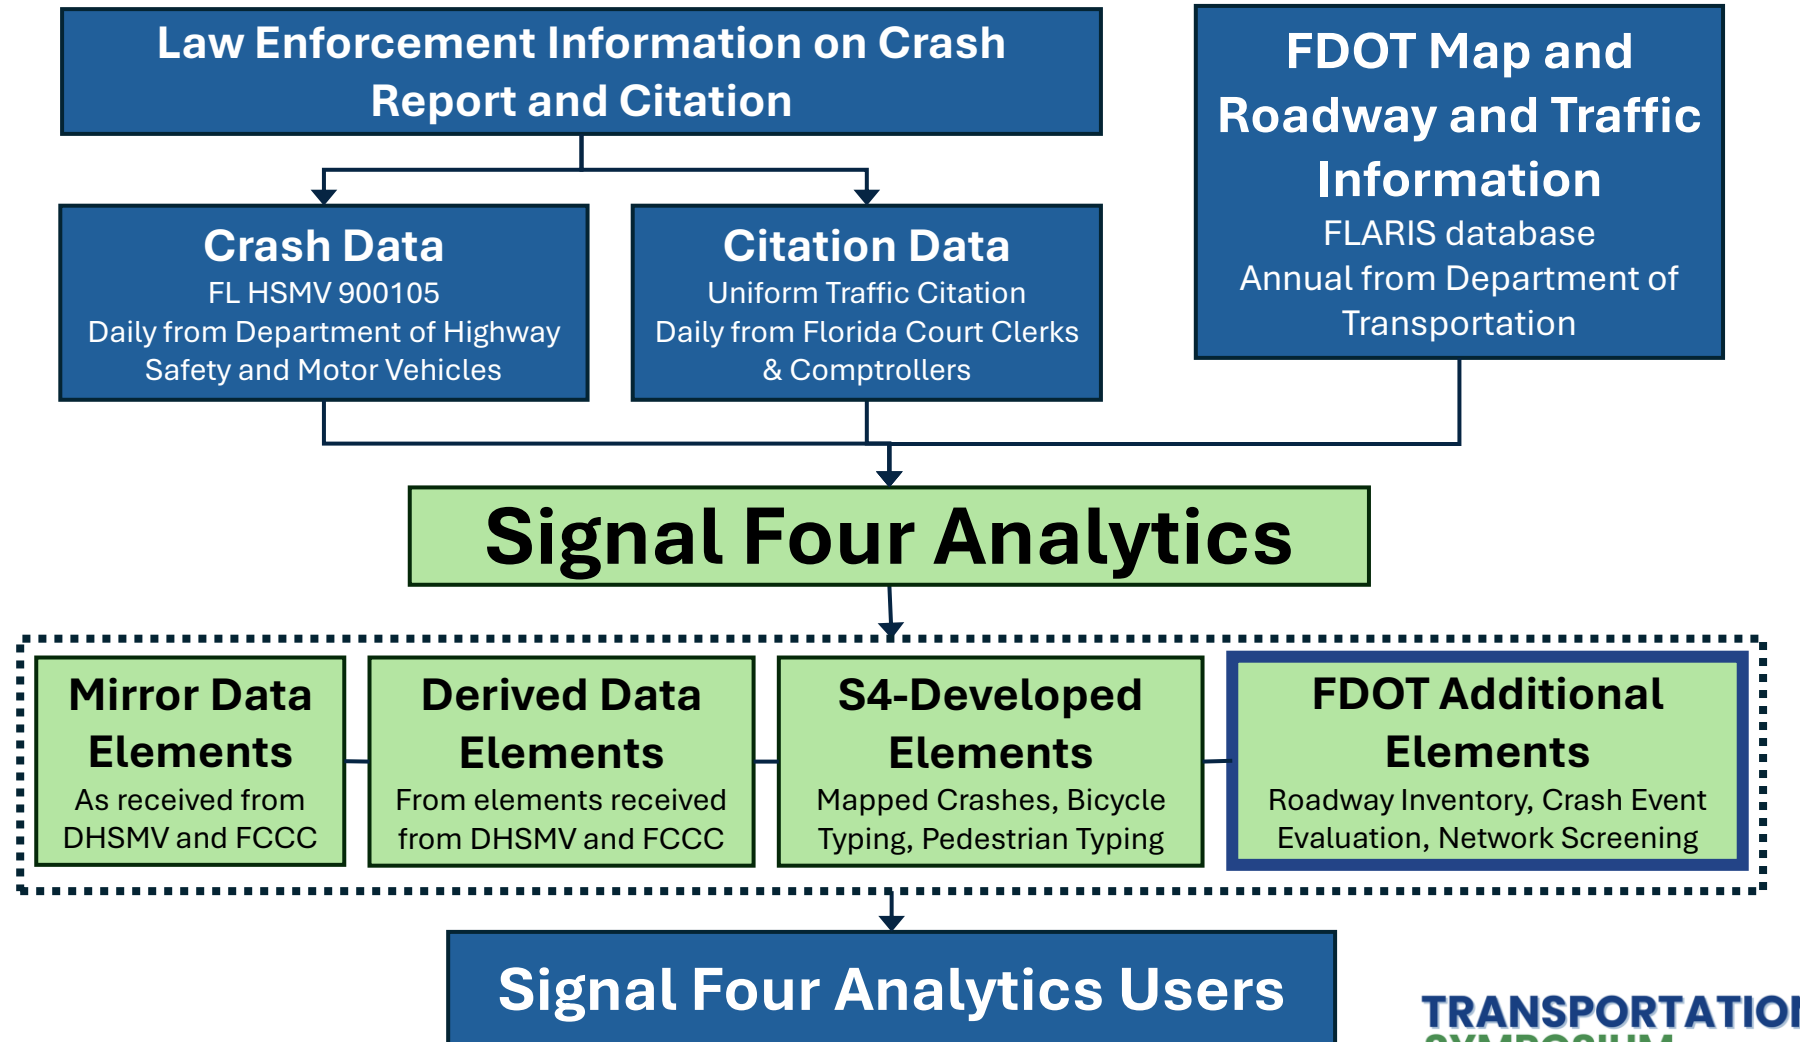 Law Enforcement Information on Crash
Report and Citation
FDOT Map and
Roadway and Traffic
Information
FLARIS database
Annual from Department of
Transportation
Crash Data
FL HSMV 900105
Daily from Department of Highway
Safety and Motor Vehicles
Citation Data
Uniform Traffic Citation
Daily from Florida Court Clerks
& Comptrollers
Signal Four Analytics
Mirror Data
Elements
As received from
DHSMV and FCCC
Derived Data
Elements
From elements received
from DHSMV and FCCC
S4-Developed
Elements
Mapped Crashes, Bicycle
Typing, Pedestrian Typing
FDOT Additional
Elements
Roadway Inventory, Crash Event
Evaluation, Network Screening
Signal Four Analytics Users
TRANSPORTATION
SYMPOSIUM